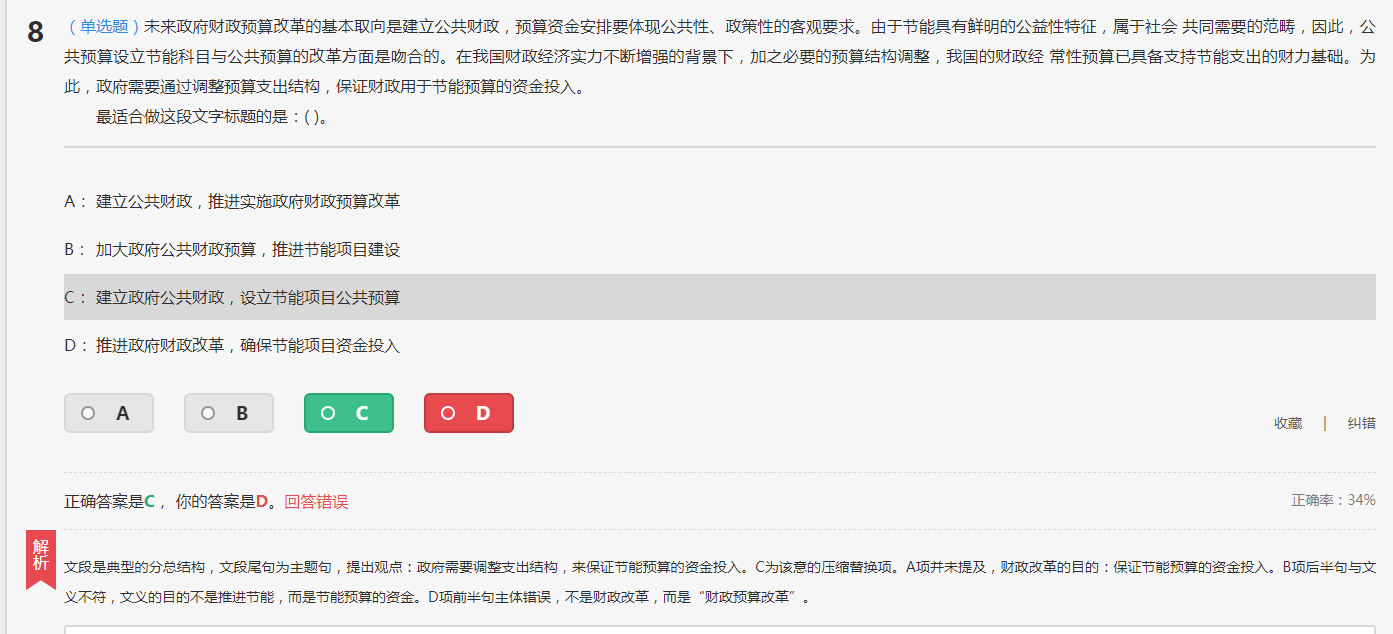 8 （单选题）未来政府财政预算改革的基本取向是建立公共财政，预算资金安排要体现公共性、政策性的客观要求。由于节能具有鲜明的公益性特征，属于社会 共同需要的范畴，因此，公
共预算设立节能科目与公共预算的改革方面是吻合的。在我国财政经济实力不断增强的背景下，加之必要的预算结构调整，我国的财政经 常性预算已具备支持节能支出的财力基础。为
此，政府需要通过调整预算支出结构，保证财政用于节能预算的资金投入。
最适合做这段文字标题的是：( )。
A： 建立公共财政，推进实施政府财政预算改革
B： 加大政府公共财政预算，推进节能项目建设
C： 建立政府公共财政，设立节能项目公共预算
D： 推进政府财政改革，确保节能项目资金投入
A B C D
收藏 | 纠错
正确答案是C， 你的答案是D。回答错误
正确率：34%
解析
文段是典型的分总结构，文段尾句为主题句，提出观点：政府需要调整支出结构，来保证节能预算的资金投入。C为该意的压缩替换项。A项并未提及，财政改革的目的：保证节能预算的资金投入。B项后半句与文
义不符，文义的目的不是推进节能，而是节能预算的资金。D项前半句主体错误，不是财政改革，而是“财政预算改革”。